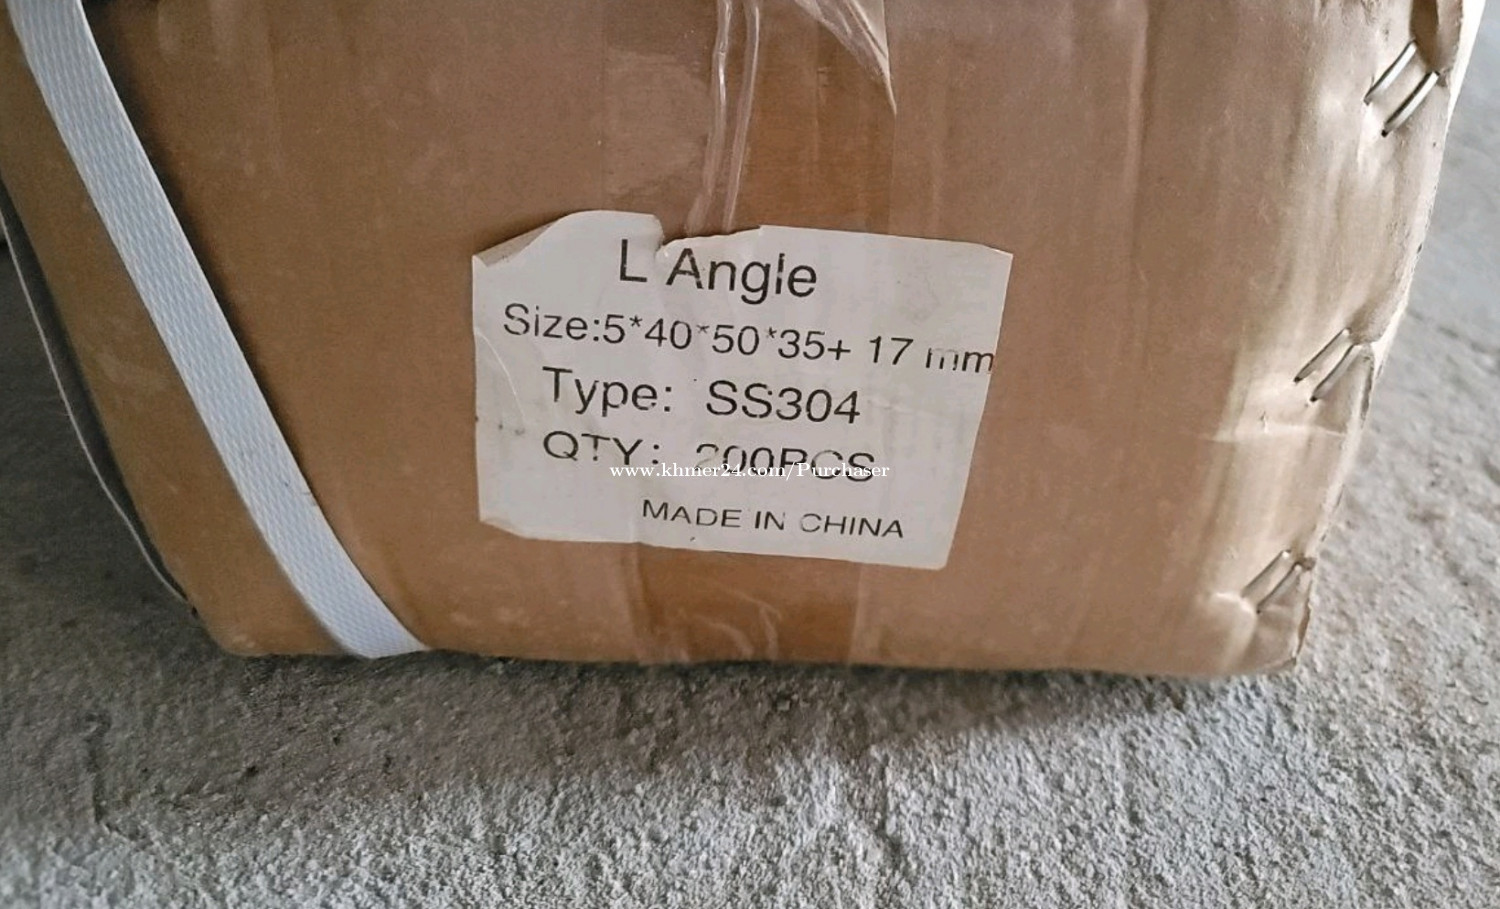 L Angle
Size:5*40*50*35+ 17 mm
Type: SS304
QTY: 200PCS
www.khmer24.com/Purchaser
MADE IN CHINA